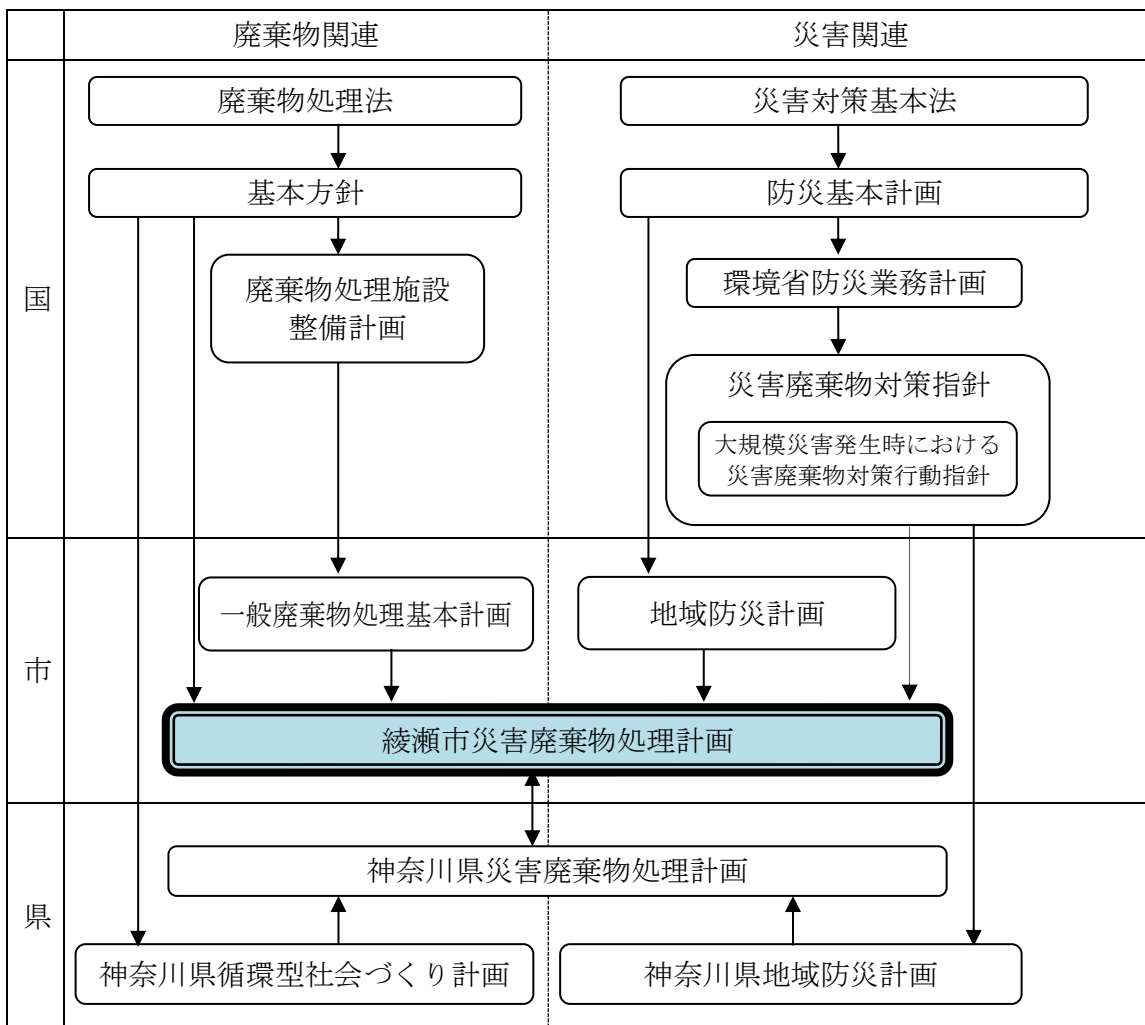 廃棄物関連
災害関連
国
廃棄物処理法
災害対策基本法
基本方針
防災基本計画
廃棄物処理施設
整備計画
環境省防災業務計画
災害廃棄物対策指針
大規模災害発生時における
災害廃棄物対策行動指針
市
一般廃棄物処理基本計画
地域防災計画
綾瀬市災害廃棄物処理計画
県
神奈川県災害廃棄物処理計画
神奈川県循環型社会づくり計画
神奈川県地域防災計画